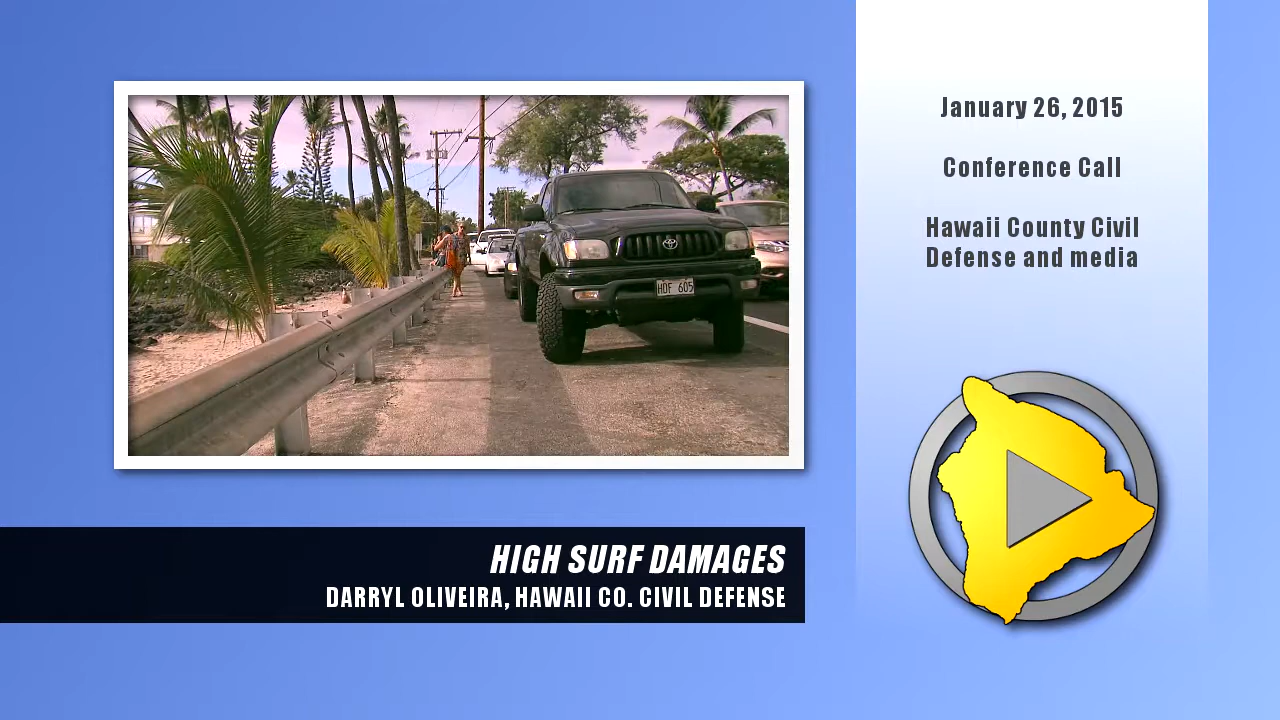 January 26, 2015
Conference Call
Hawaii County Civil
Defense and media
HDF 605
HIGH SURF DAMAGES
DARRYL OLIVEIRA, HAWAII CO. CIVIL DEFENSE